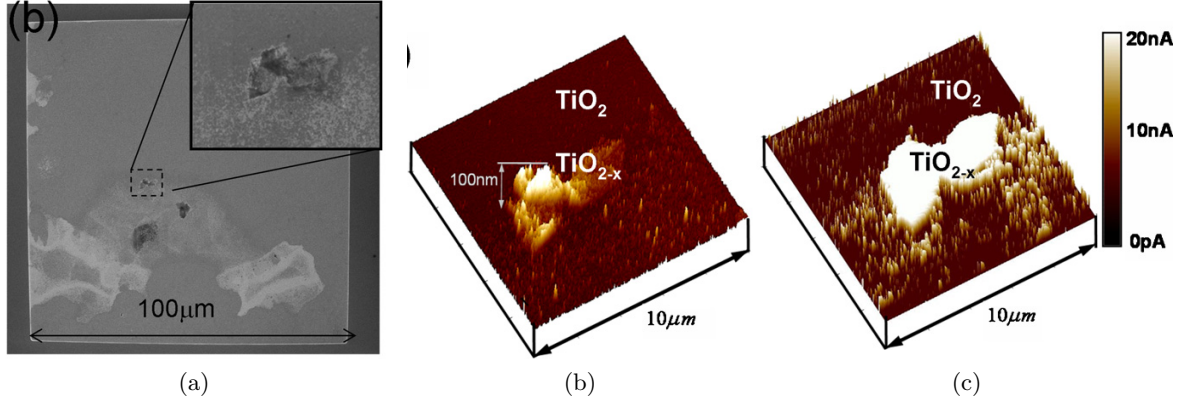 (b)
100μm
(a)
)
TiO2
TiO2-x
100nm
10μm
(b)
TiO2
TiO2-x
10μm
(c)
20nA
10nA
0pA